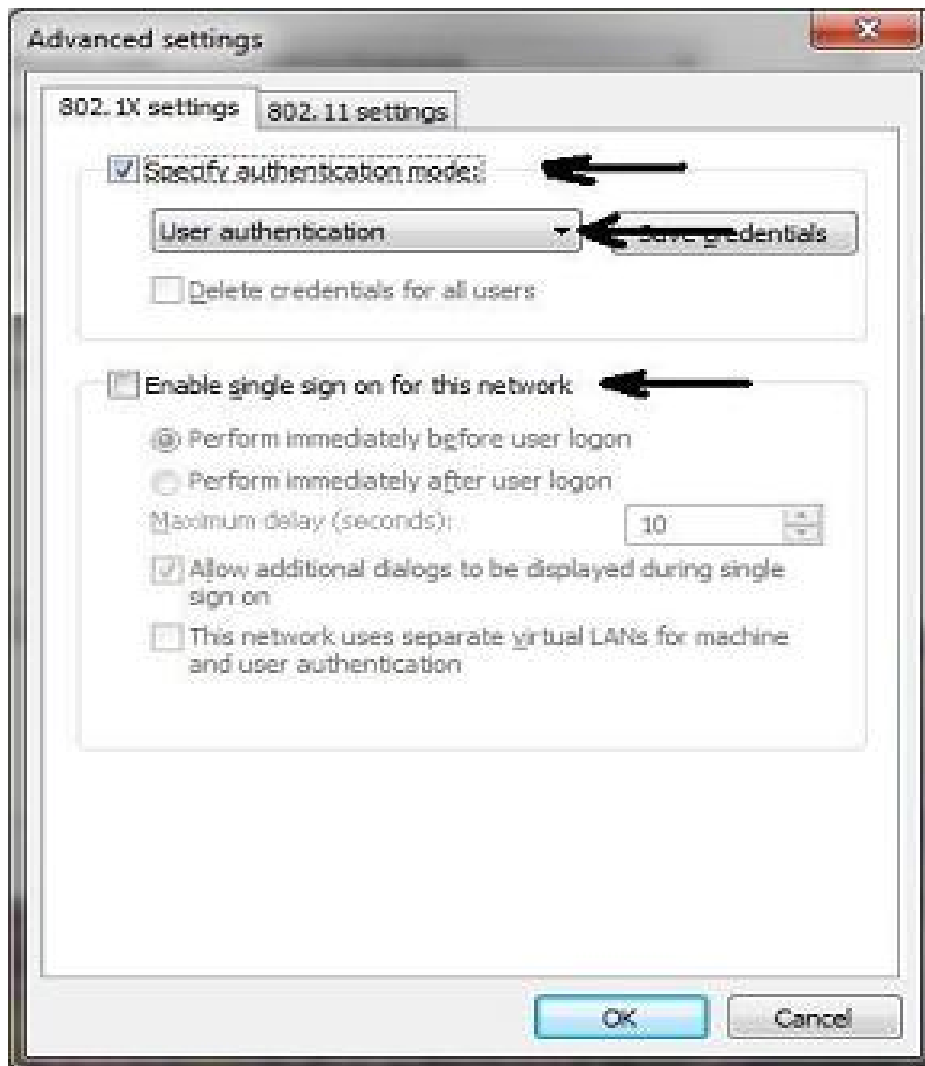 Advanced settings
802.1X settings
802.11 settings
Specify authentication mode:
User authentication
Save credentials
Delete credentials for all users
Enable single sign on for this network
Perform immediately before user logon
Perform immediately after user logon
Maximum delay (seconds):
10
Allow additional dialogs to be displayed during single
sign on
This network uses separate virtual LANs for machine
and user authentication
OK
Cancel